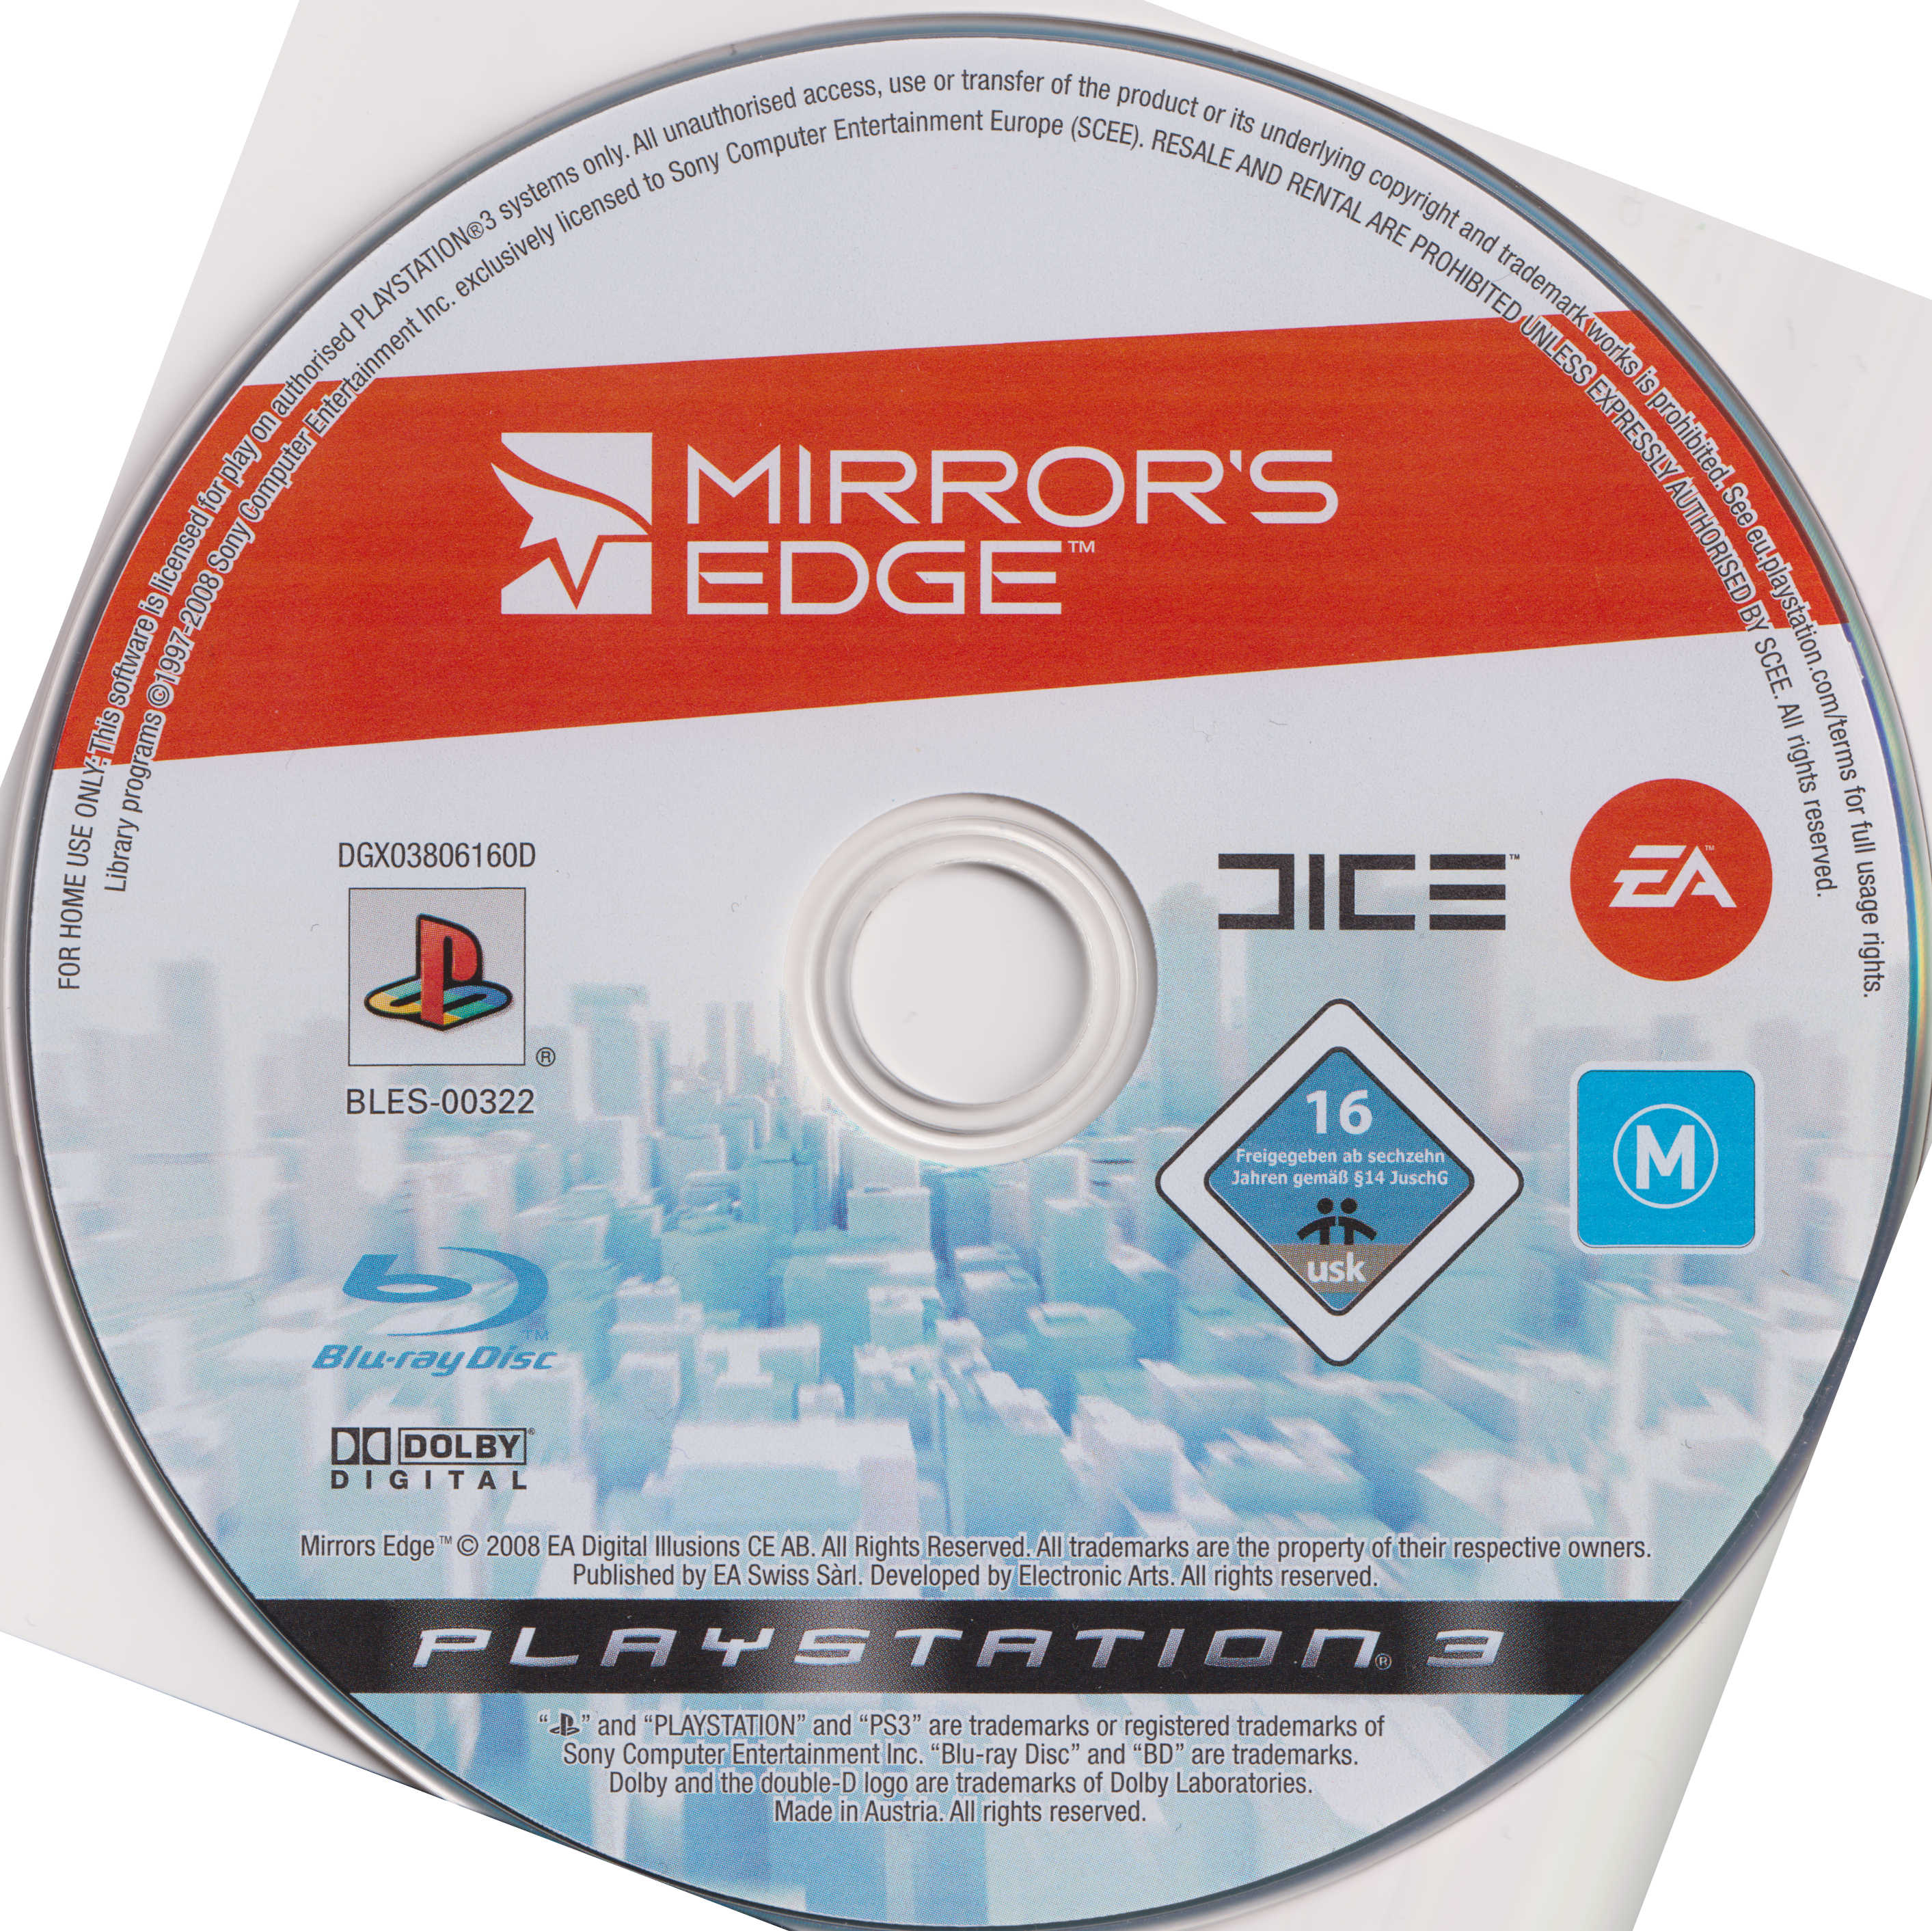 FOR HOME USE ONLY: This software is licensed for play on authorised PLAYSTATION®3 systems only. All unauthorised access, use or transfer of the product or its underlying copyright and trademark works is prohibited. See eu.playstation.com/terms for full usage rights.
Library programs ©1997-2008 Sony Computer Entertainment Inc. exclusively licensed to Sony Computer Entertainment Europe (SCEE). RESALE AND RENTAL ARE PROHIBITED UNLESS EXPRESSLY AUTHORISED BY SCEE. All rights reserved.
MIRROR'S
EDGE™
DGX03806160D
®
BLES-00322
DICE™
EA™
16
Freigegeben ab sechzehn
Jahren gemäß §14 JuschG
usk
M
TM
Blu-ray Disc
DOLBY®
DIGITAL
Mirrors Edge™ © 2008 EA Digital Illusions CE AB. All Rights Reserved. All trademarks are the property of their respective owners.
Published by EA Swiss Sàrl. Developed by Electronic Arts. All rights reserved.
PLAYSTATION®3
“ ” and “PLAYSTATION” and “PS3” are trademarks or registered trademarks of
Sony Computer Entertainment Inc. “Blu-ray Disc” and “BD” are trademarks.
Dolby and the double-D logo are trademarks of Dolby Laboratories.
Made in Austria. All rights reserved.